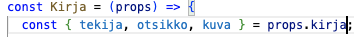 const Kirja = (props) => {
  const { tekija, otsikko, kuva } = props.kirja;